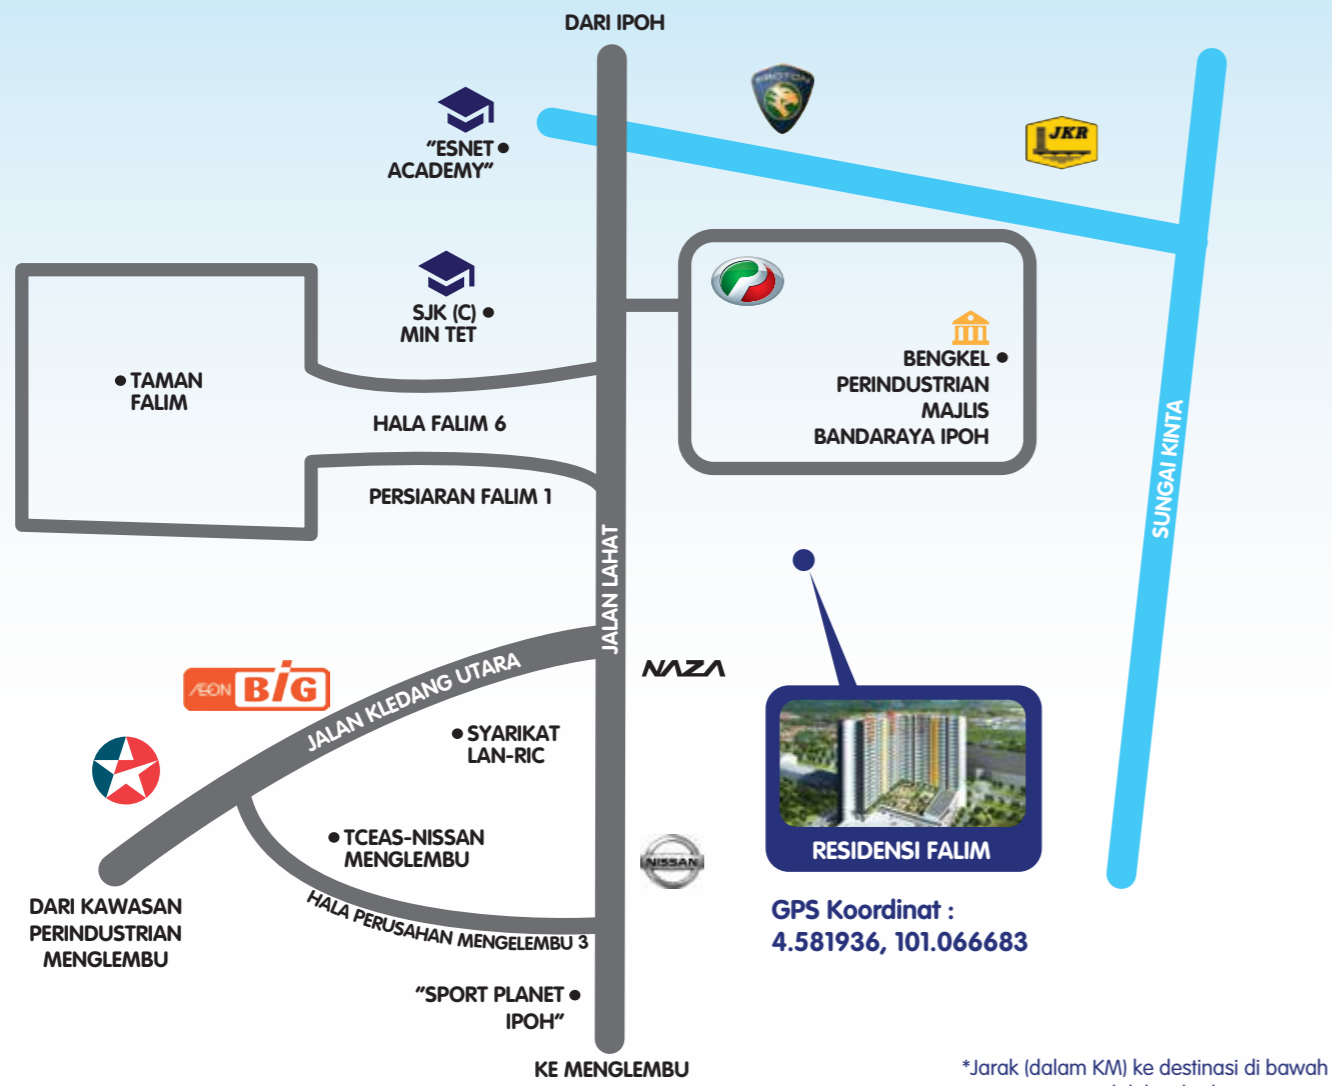 DARI IPOH
PROTON
JKR
"ESNET
ACADEMY"
SJK (C)
MIN TET
TAMAN
FALIM
HALA FALIM 6
PERSIARAN FALIM 1
BENGKEL
PERINDUSTRIAN
MAJLIS
BANDARAYA IPOH
SUNGAI KINTA
JALAN LAHAT
NAZA
ÆON BiG
JALAN KLEDANG UTARA
SYARIKAT
LAN-RIC
TCEAS-NISSAN
MENGLEMBU
NISSAN
RESIDENSI FALIM
HALA PERUSAHAN MENGELEMBU 3
DARI KAWASAN
PERINDUSTRIAN
MENGLEMBU
GPS Koordinat :
4.581936, 101.066683
"SPORT PLANET
IPOH"
KE MENGLEMBU
*Jarak (dalam KM) ke destinasi di bawah